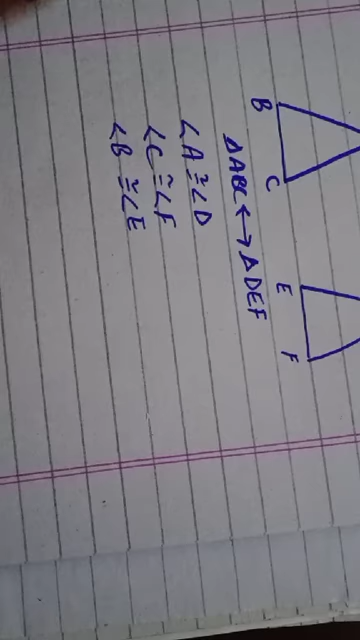 B C E F
ΔABC ↔ ΔDEF
∠A ≅ ∠D
∠C ≅ ∠F
∠B ≅ ∠E